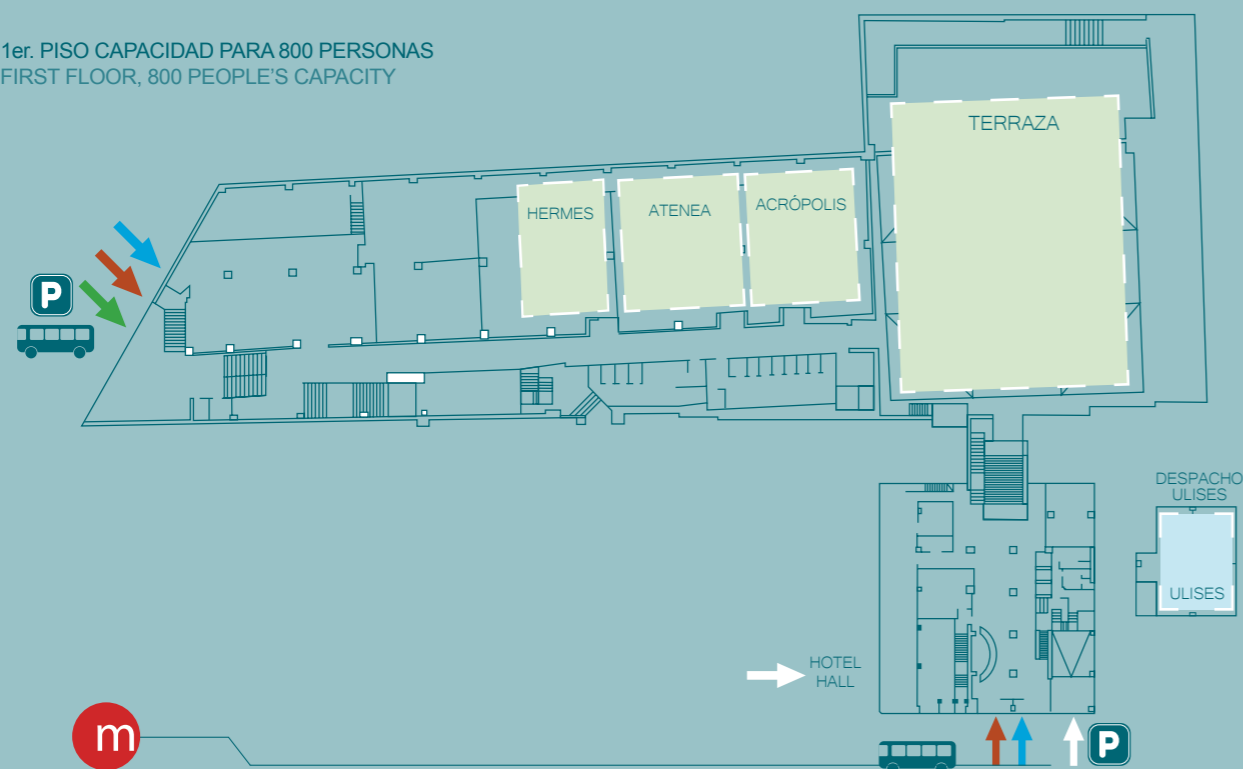 1er. PISO CAPACIDAD PARA 800 PERSONAS
FIRST FLOOR, 800 PEOPLE'S CAPACITY
TERRAZA
HERMES
ATENEA
ACRÓPOLIS
P
DESPACHO
ULISES
ULISES
HOTEL
HALL
m
P